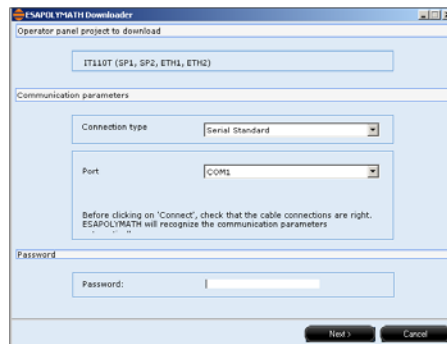 ESAPOLYMATH Downloader
Operator panel project to download
IT110T (SP1, SP2, ETH1, ETH2)
Communication parameters
Connection type
Serial Standard
Port
COM1
Before clicking on 'Connect', check that the cable connections are right.
ESAPOLYMATH will recognize the communication parameters
Password
Password:
Next >
Cancel